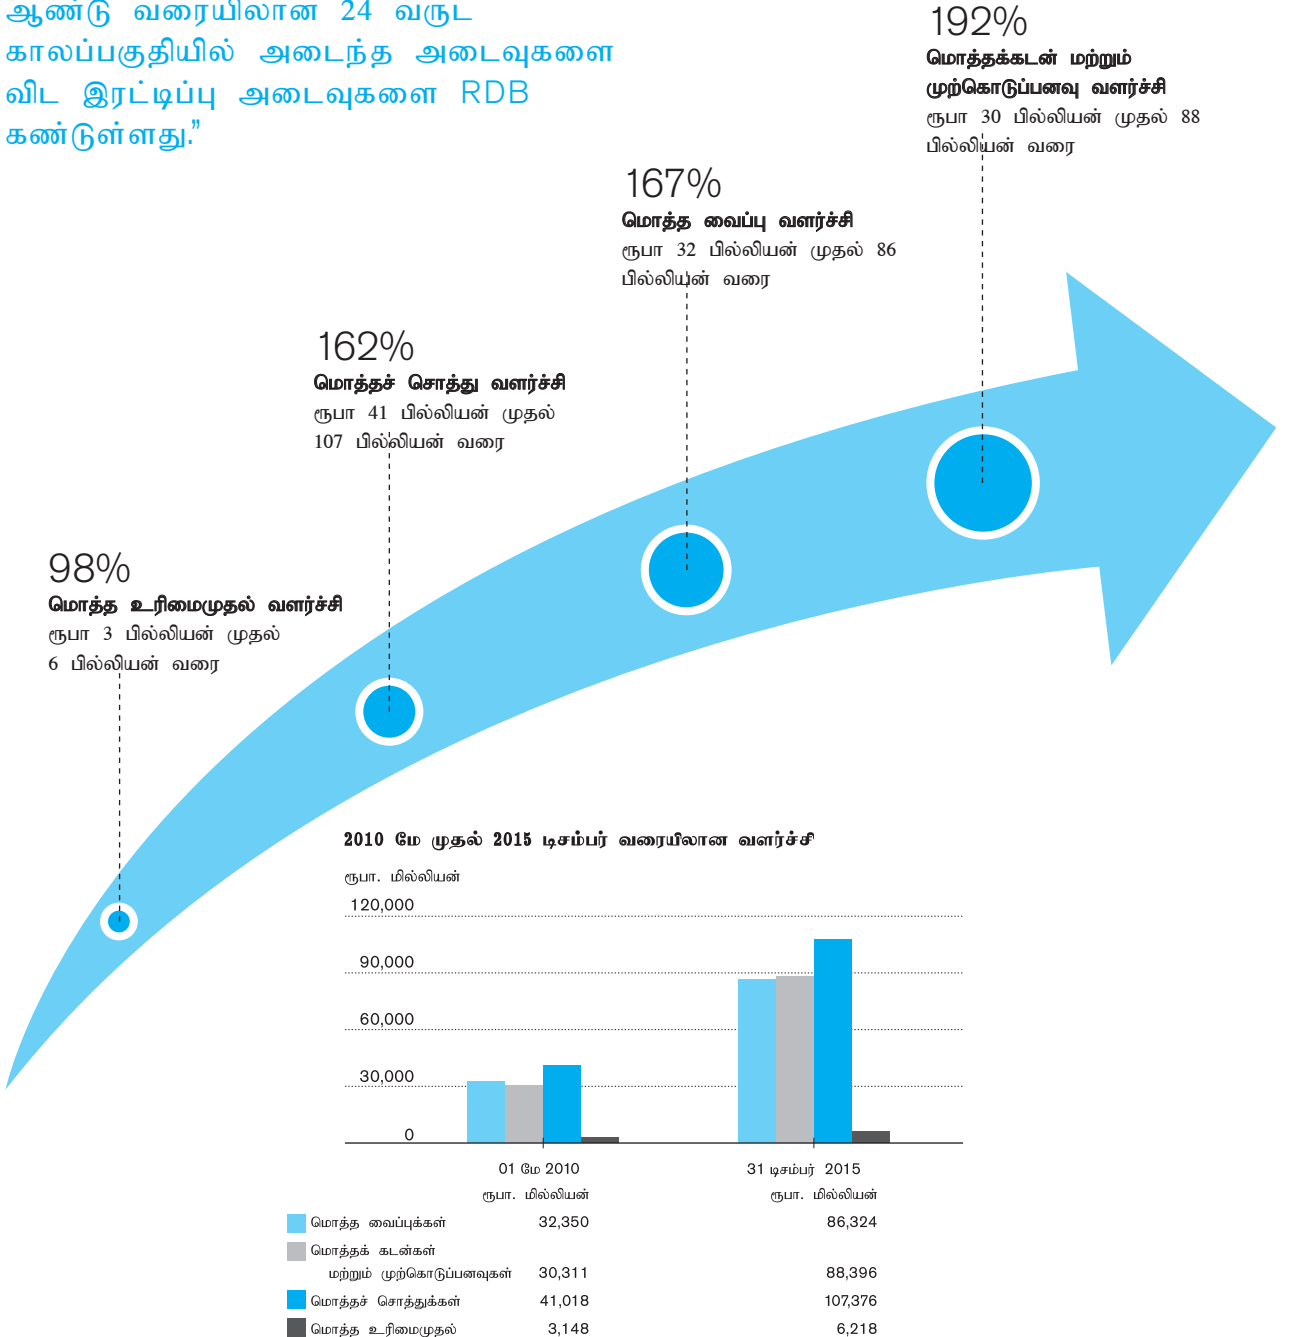 ஆண்டு வரையிலான 24 வருட
காலப்பகுதியில் அடைந்த அடைவுகளை
விட இரட்டிப்பு அடைவுகளை RDB
கண்டுள்ளது.”
192%
மொத்தக்கடன் மற்றும்
முற்கொடுப்பனவு வளர்ச்சி
ரூபா 30 பில்லியன் முதல் 88
பில்லியன் வரை
167%
மொத்த வைப்பு வளர்ச்சி
ரூபா 32 பில்லியன் முதல் 86
பில்லியன் வரை
162%
மொத்தச் சொத்து வளர்ச்சி
ரூபா 41 பில்லியன் முதல்
107 பில்லியன் வரை
98%
மொத்த உரிமைமுதல் வளர்ச்சி
ரூபா 3 பில்லியன் முதல்
6 பில்லியன் வரை
2010 மே முதல் 2015 டிசம்பர் வரையிலான வளர்ச்சி
ரூபா. மில்லியன்
120,000
90,000
60,000
30,000
0
01 மே 2010 31 டிசம்பர் 2015
ரூபா. மில்லியன் ரூபா. மில்லியன்
மொத்த வைப்புக்கள் 32,350 86,324
மொத்தக் கடன்கள்
மற்றும் முற்கொடுப்பனவுகள் 30,311 88,396
மொத்தச் சொத்துக்கள் 41,018 107,376
மொத்த உரிமைமுதல் 3,148 6,218